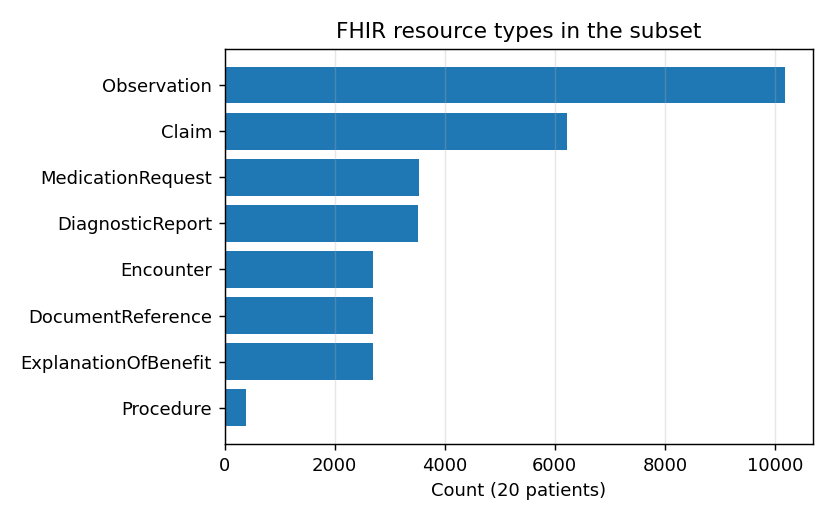 FHIR resource types in the subset
Observation
Claim
MedicationRequest
DiagnosticReport
Encounter
DocumentReference
ExplanationOfBenefit
Procedure
0 2000 4000 6000 8000 10000
Count (20 patients)